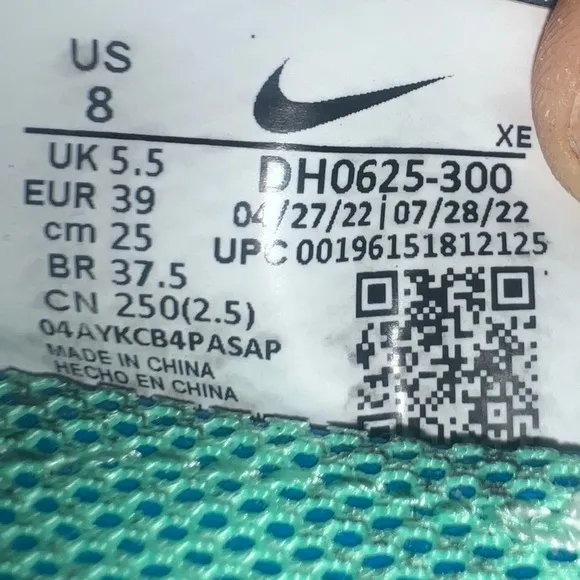 US
8
XE
UK 5.5
DH0625-300
EUR 39
04/27/22|07/28/22
cm 25
UPC 00196151812125
BR 37.5
CN 250(2.5)
04AYKCB4PASAP
MADE IN CHINA
HECHO EN CHINA